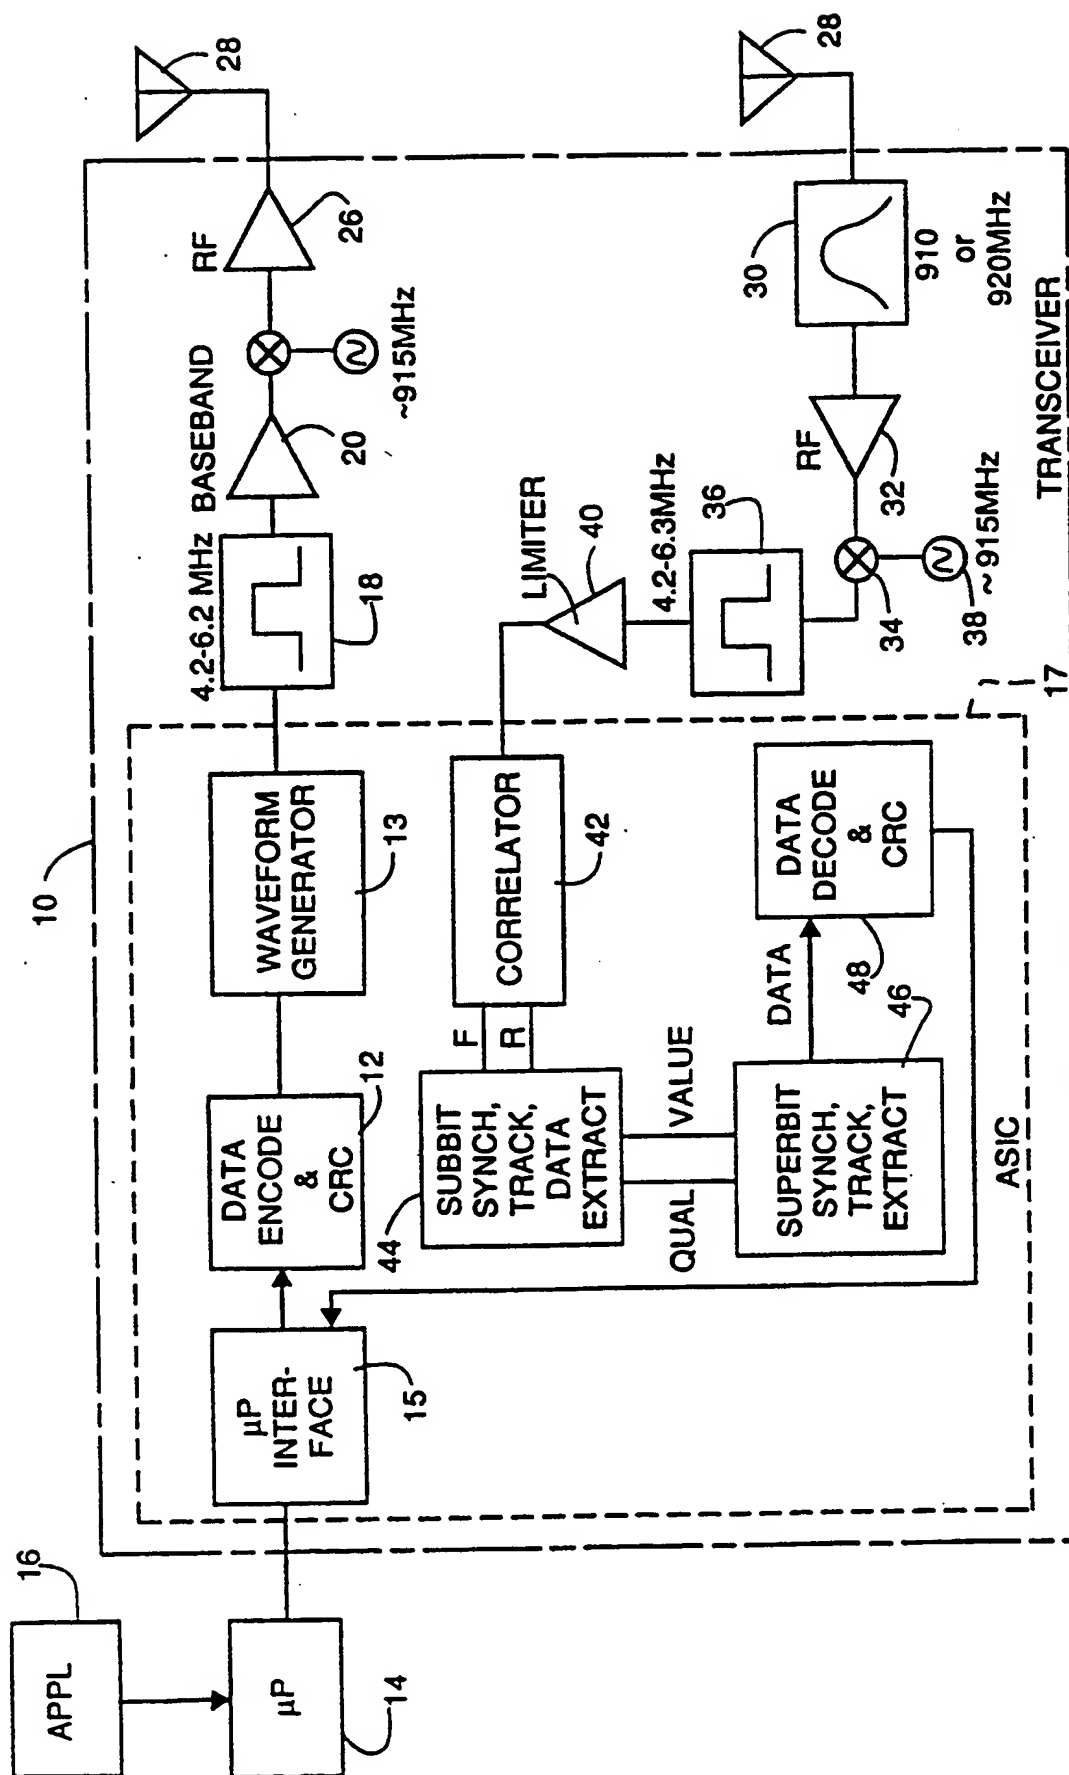 10
16
APPL
µP
14
µP
INTER-
FACE
15
DATA
ENCODE
&
CRC
12
WAVEFORM
GENERATOR
13
4.2-6.2 MHz
18
BASEBAND
20
~915MHz
RF
26
28
44
SUBBIT
SYNCH,
TRACK,
DATA
EXTRACT
F
R
CORRELATOR
42
LIMITER
40
4.2-6.3MHz
36
34
38
~915MHz
RF
32
30
910
or
920MHz
28
QUAL
VALUE
SUPERBIT
SYNCH,
TRACK,
EXTRACT
46
DATA
48
DATA
DECODE
&
CRC
ASIC
17
TRANSCEIVER